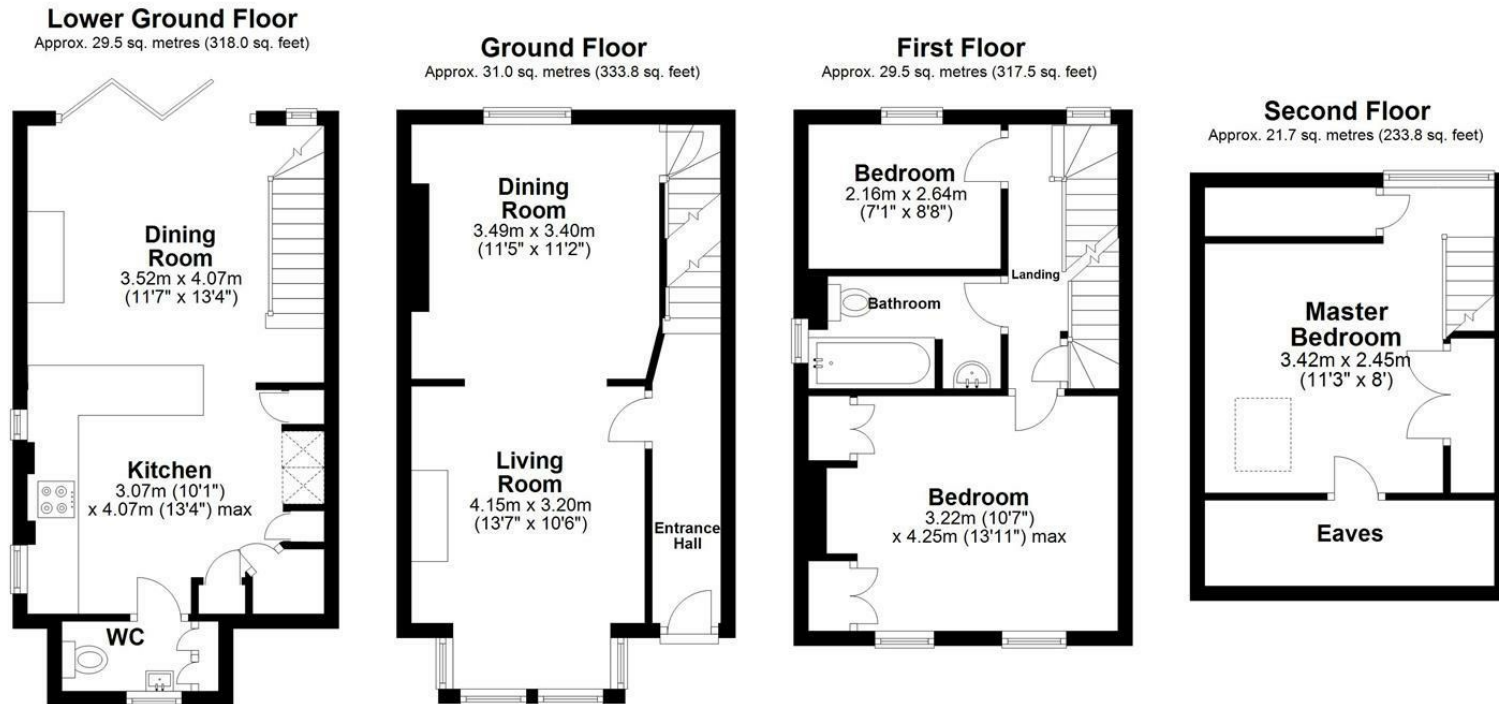 Lower Ground Floor
Approx. 29.5 sq. metres (318.0 sq. feet)
Dining
Room
3.52m x 4.07m
(11'7" x 13'4")
Kitchen
3.07m (10'1")
x 4.07m (13'4") max
WC
Ground Floor
Approx. 31.0 sq. metres (333.8 sq. feet)
Dining
Room
3.49m x 3.40m
(11'5" x 11'2")
Living
Room
4.15m x 3.20m
(13'7" x 10'6")
Entrance
Hall
First Floor
Approx. 29.5 sq. metres (317.5 sq. feet)
Bedroom
2.16m x 2.64m
(7'1" x 8'8")
Landing
Bathroom
Bedroom
3.22m (10'7")
x 4.25m (13'11") max
Second Floor
Approx. 21.7 sq. metres (233.8 sq. feet)
Master
Bedroom
3.42m x 2.45m
(11'3" x 8')
Eaves